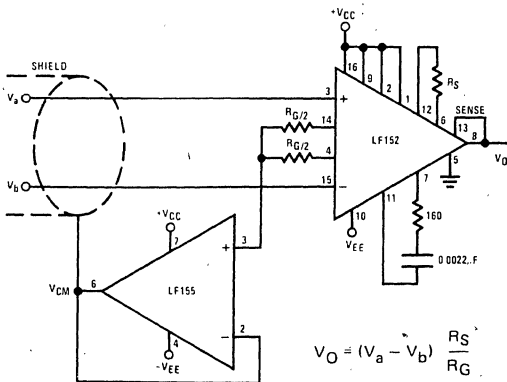 +VCC
SHIELD
16
9
2
1
RS
Va
3
+
12
6
SENSE
13
8
RG/2
14
LF152
RG/2
4
VO
5
Vb
15
−
7
11
10
VEE
160
0.0022µF
+VCC
7
3
+
VCM
6
LF155
−
2
4
-VEE
VO = (Va − Vb) RS/RG